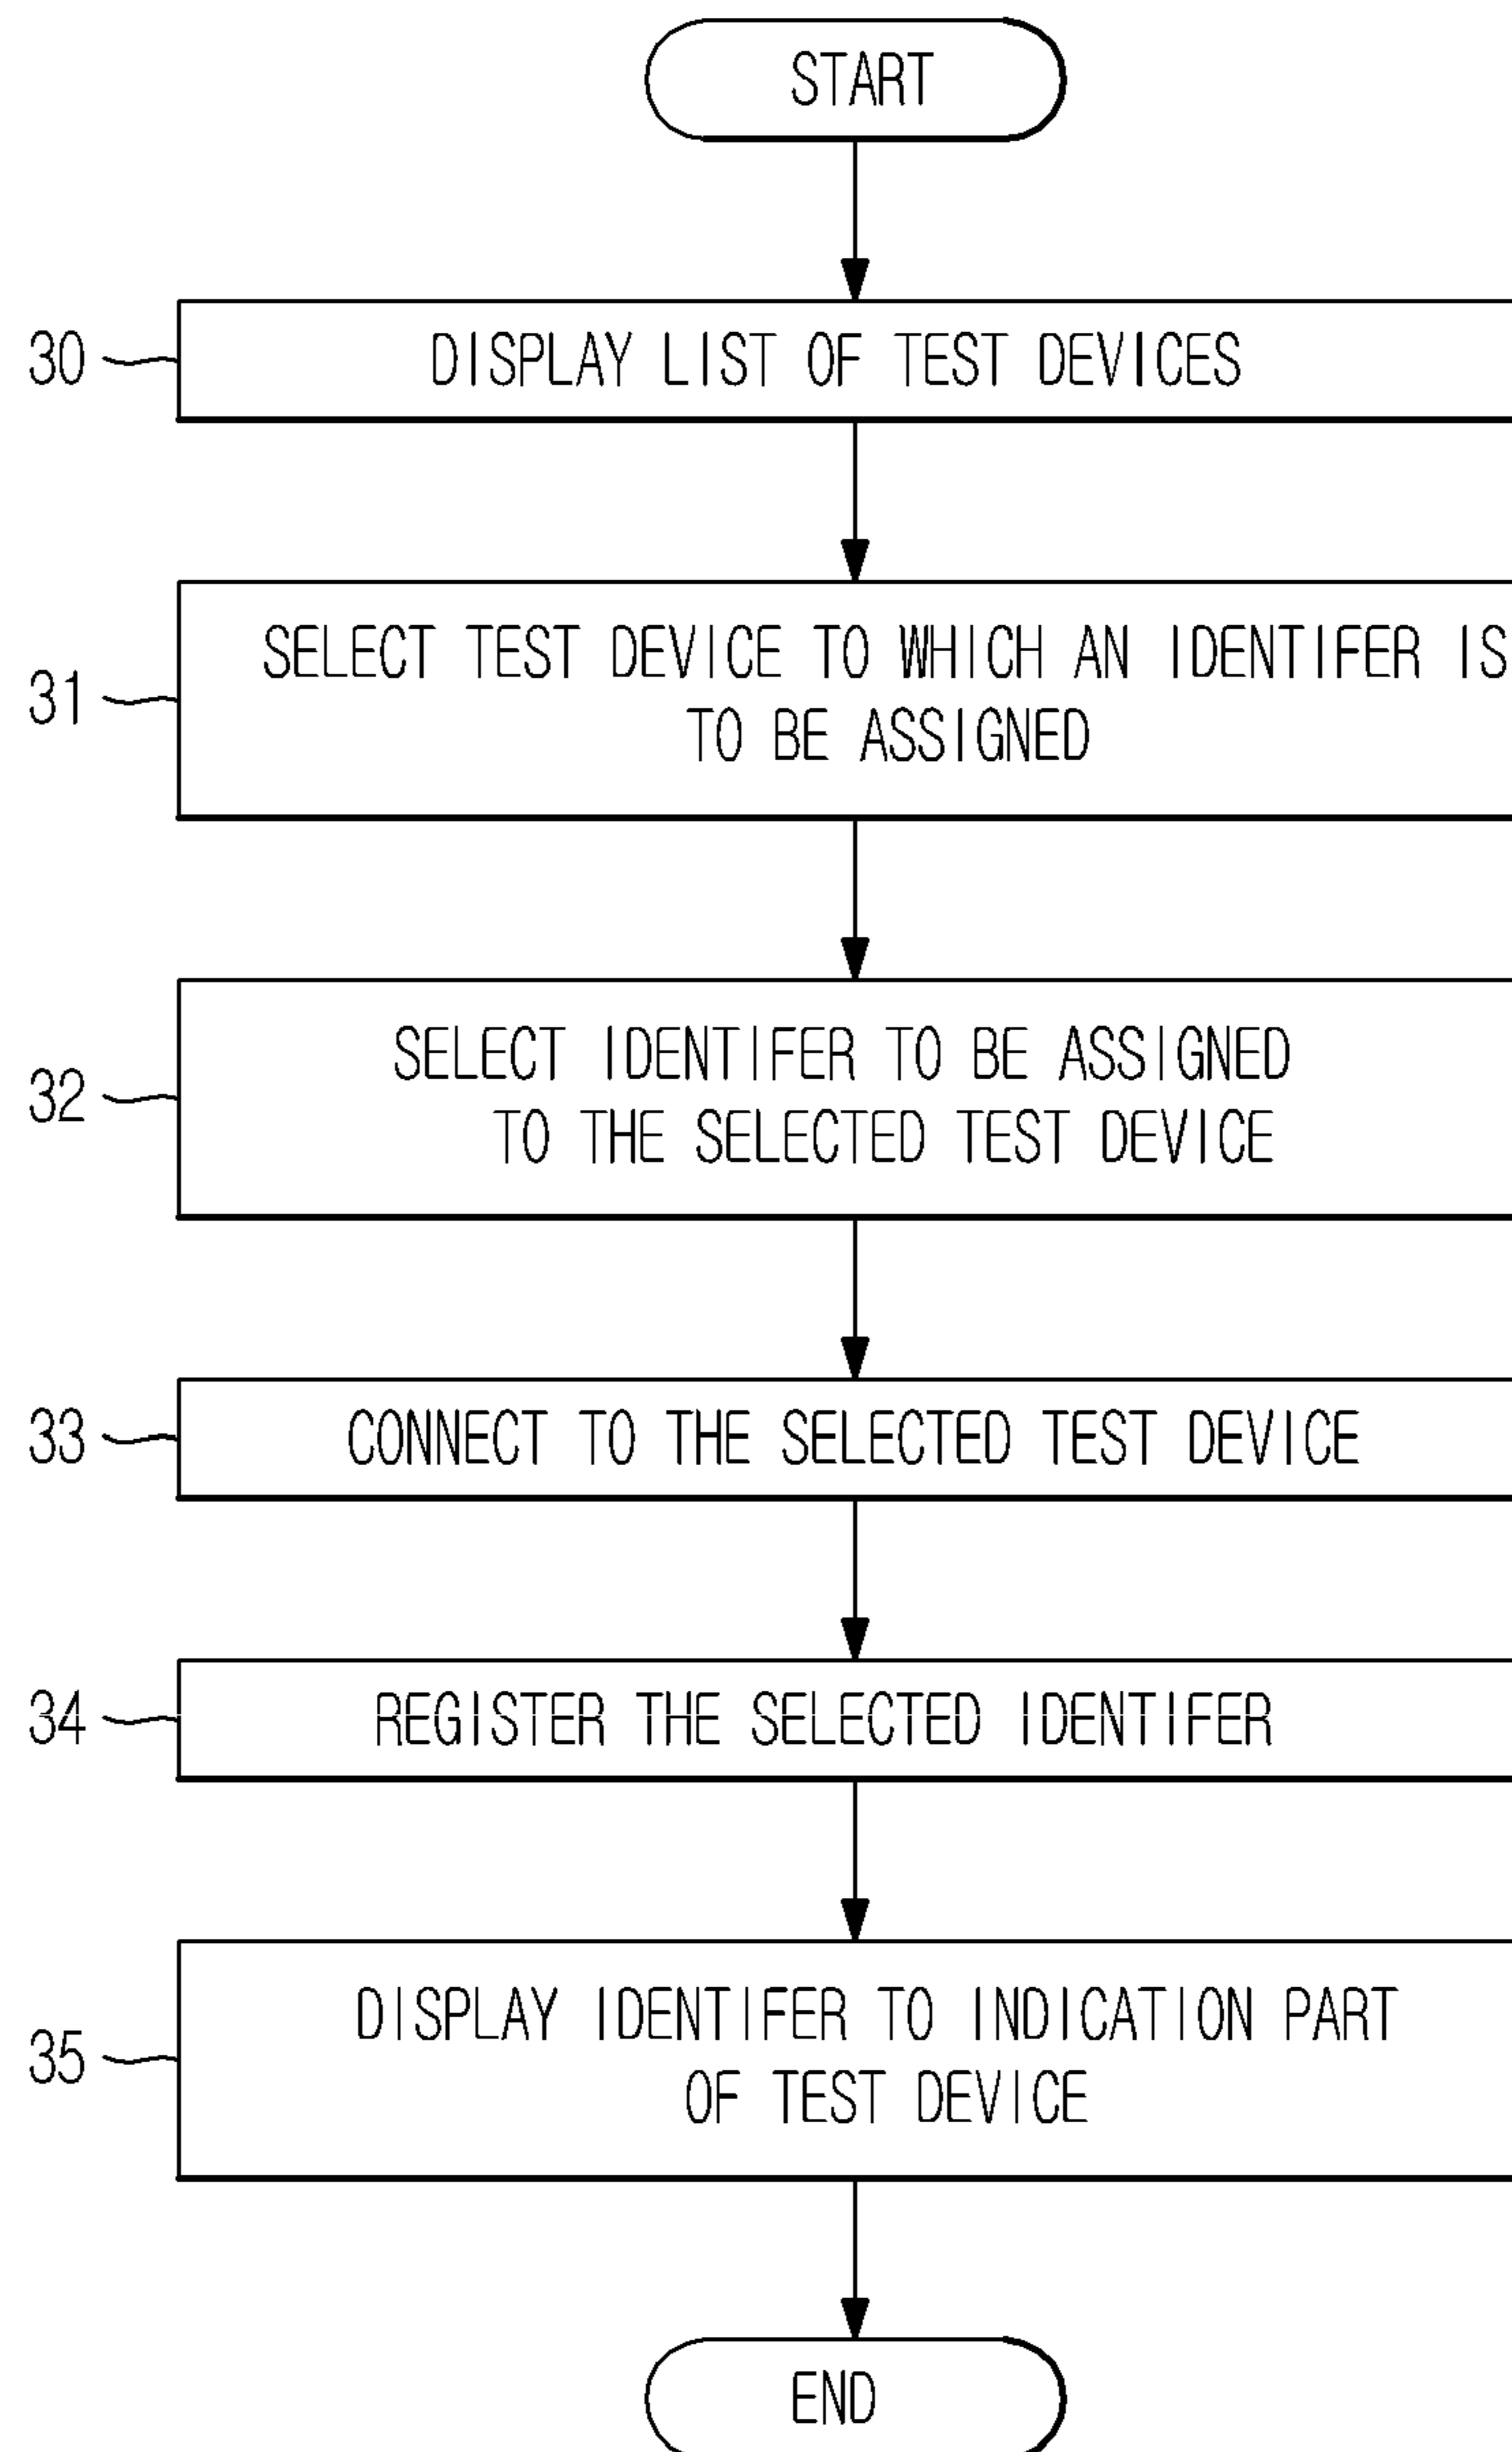 START
30
DISPLAY LIST OF TEST DEVICES
31
SELECT TEST DEVICE TO WHICH AN IDENTIFER IS
TO BE ASSIGNED
32
SELECT IDENTIFER TO BE ASSIGNED
TO THE SELECTED TEST DEVICE
33
CONNECT TO THE SELECTED TEST DEVICE
34
REGISTER THE SELECTED IDENTIFER
35
DISPLAY IDENTIFER TO INDICATION PART
OF TEST DEVICE
END